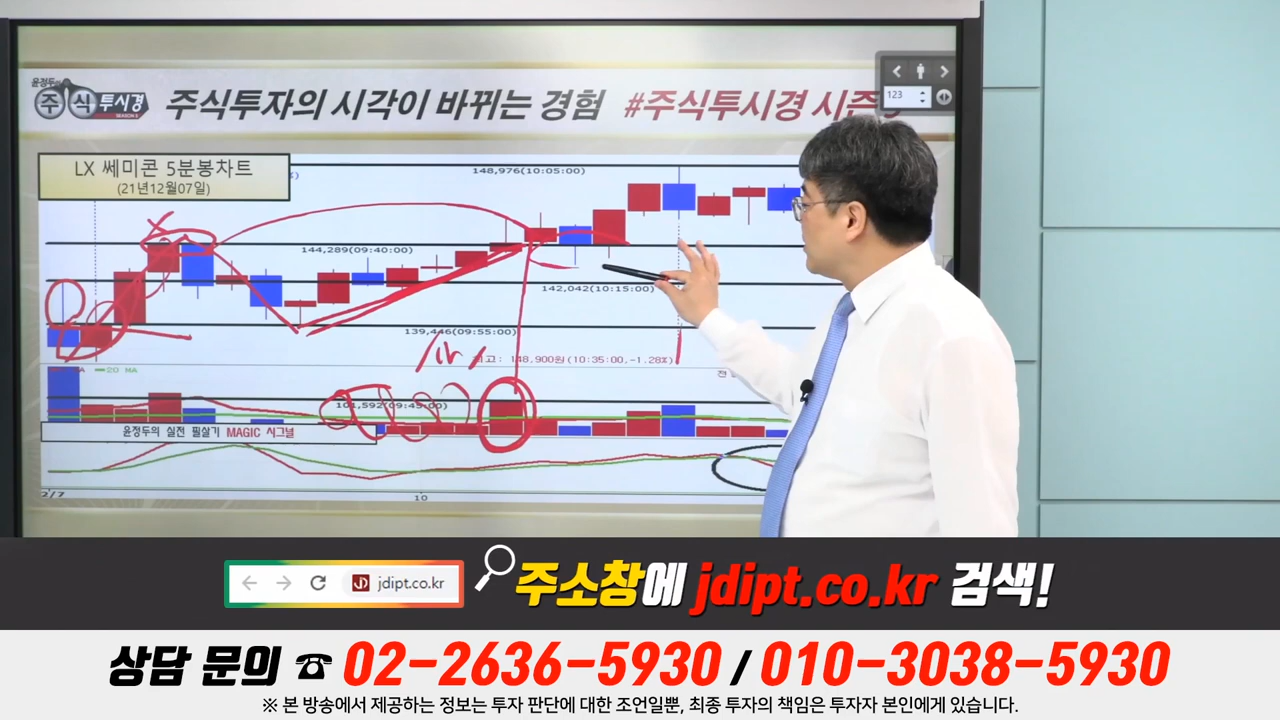 윤정두의
주식투시경
SEASON 3
주식투자의 시각이 바뀌는 경험 #주식투시경 시즌
123
LX 쎄미콘 5분봉차트
(21년12월07일)
148,976(10:05:00)
144,289(09:40:00)
142,042(10:15:00)
139,446(09:55:00)
최고: 148,900원(10:35:00,-1.28%)
20 MA
101,592(09:45:00)
윤정두의 실전 필살기 MAGIC 시그널
2/7
10
JD jdipt.co.kr
주소창에 jdipt.co.kr 검색!
상담 문의 ☎ 02-2636-5930 / 010-3038-5930
※ 본 방송에서 제공하는 정보는 투자 판단에 대한 조언일뿐, 최종 투자의 책임은 투자자 본인에게 있습니다.